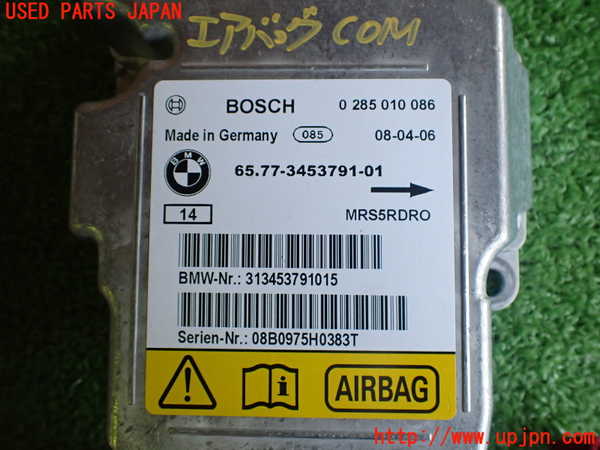 USED PARTS JAPAN
エアバッグ COM
BOSCH 0 285 010 086
Made in Germany 085 08-04-06
BMW
65.77-3453791-01
14 MRS5RDRO
BMW-Nr.: 313453791015
Serien-Nr.: 08B0975H0383T
i AIRBAG
http://www.upjpn.com/